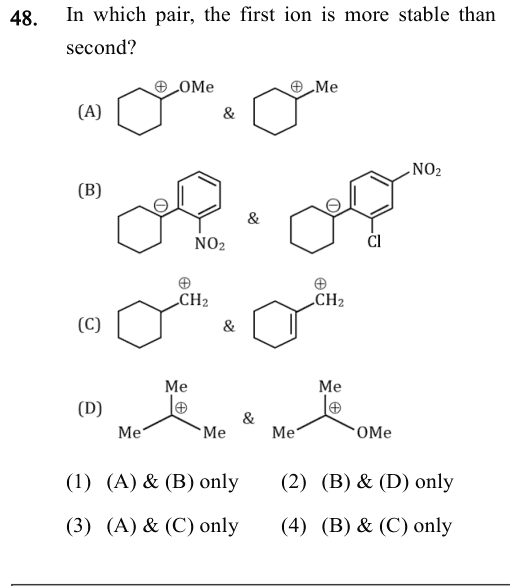 48. In which pair, the first ion is more stable than
second?
(A) ⊕ OMe & ⊕ Me
(B) ⊖ NO₂ & ⊖ NO₂ Cl
(C) ⊕ CH₂ & ⊕ CH₂
(D) Me ⊕ Me Me & Me ⊕ Me OMe
(1) (A) & (B) only (2) (B) & (D) only
(3) (A) & (C) only (4) (B) & (C) only